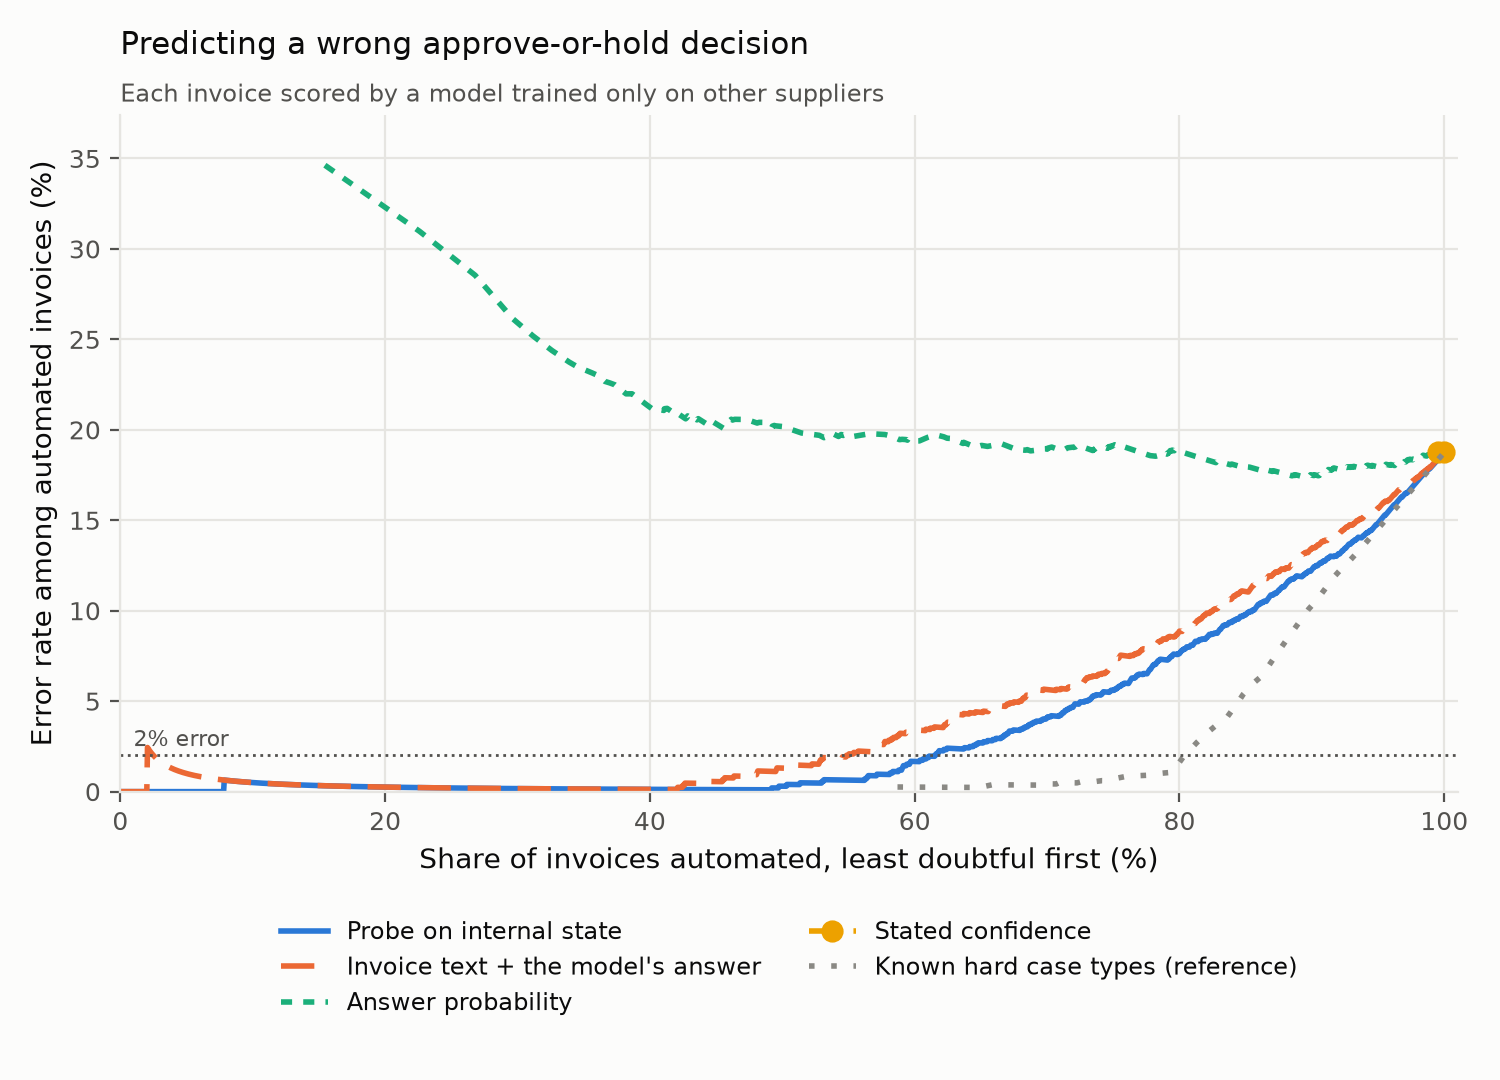 Predicting a wrong approve-or-hold decision
Each invoice scored by a model trained only on other suppliers
Error rate among automated invoices (%)
35
30
25
20
15
10
5
0
2% error
0 20 40 60 80 100
Share of invoices automated, least doubtful first (%)
Probe on internal state
Invoice text + the model's answer
Answer probability
Stated confidence
Known hard case types (reference)